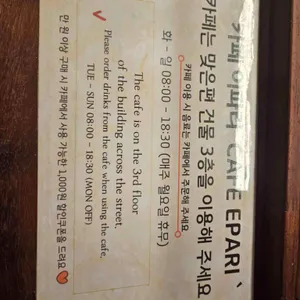 카페 이파리 CAFE EPARI
카페는 맞은편 건물 3층을 이용해 주세요.
카페 이용 시 음료는 카페에서 주문해 주세요
화 - 일 08:00 - 18:30 (매주 월요일 휴무)
The cafe is on the 3rd floor
of the building across the street.
Please order drinks from the cafe when using the cafe.
TUE - SUN 08:00 - 18:30 (MON OFF)
만 원 이상 구매 시 카페에서 사용 가능한 1,000원 할인쿠폰을 드려요